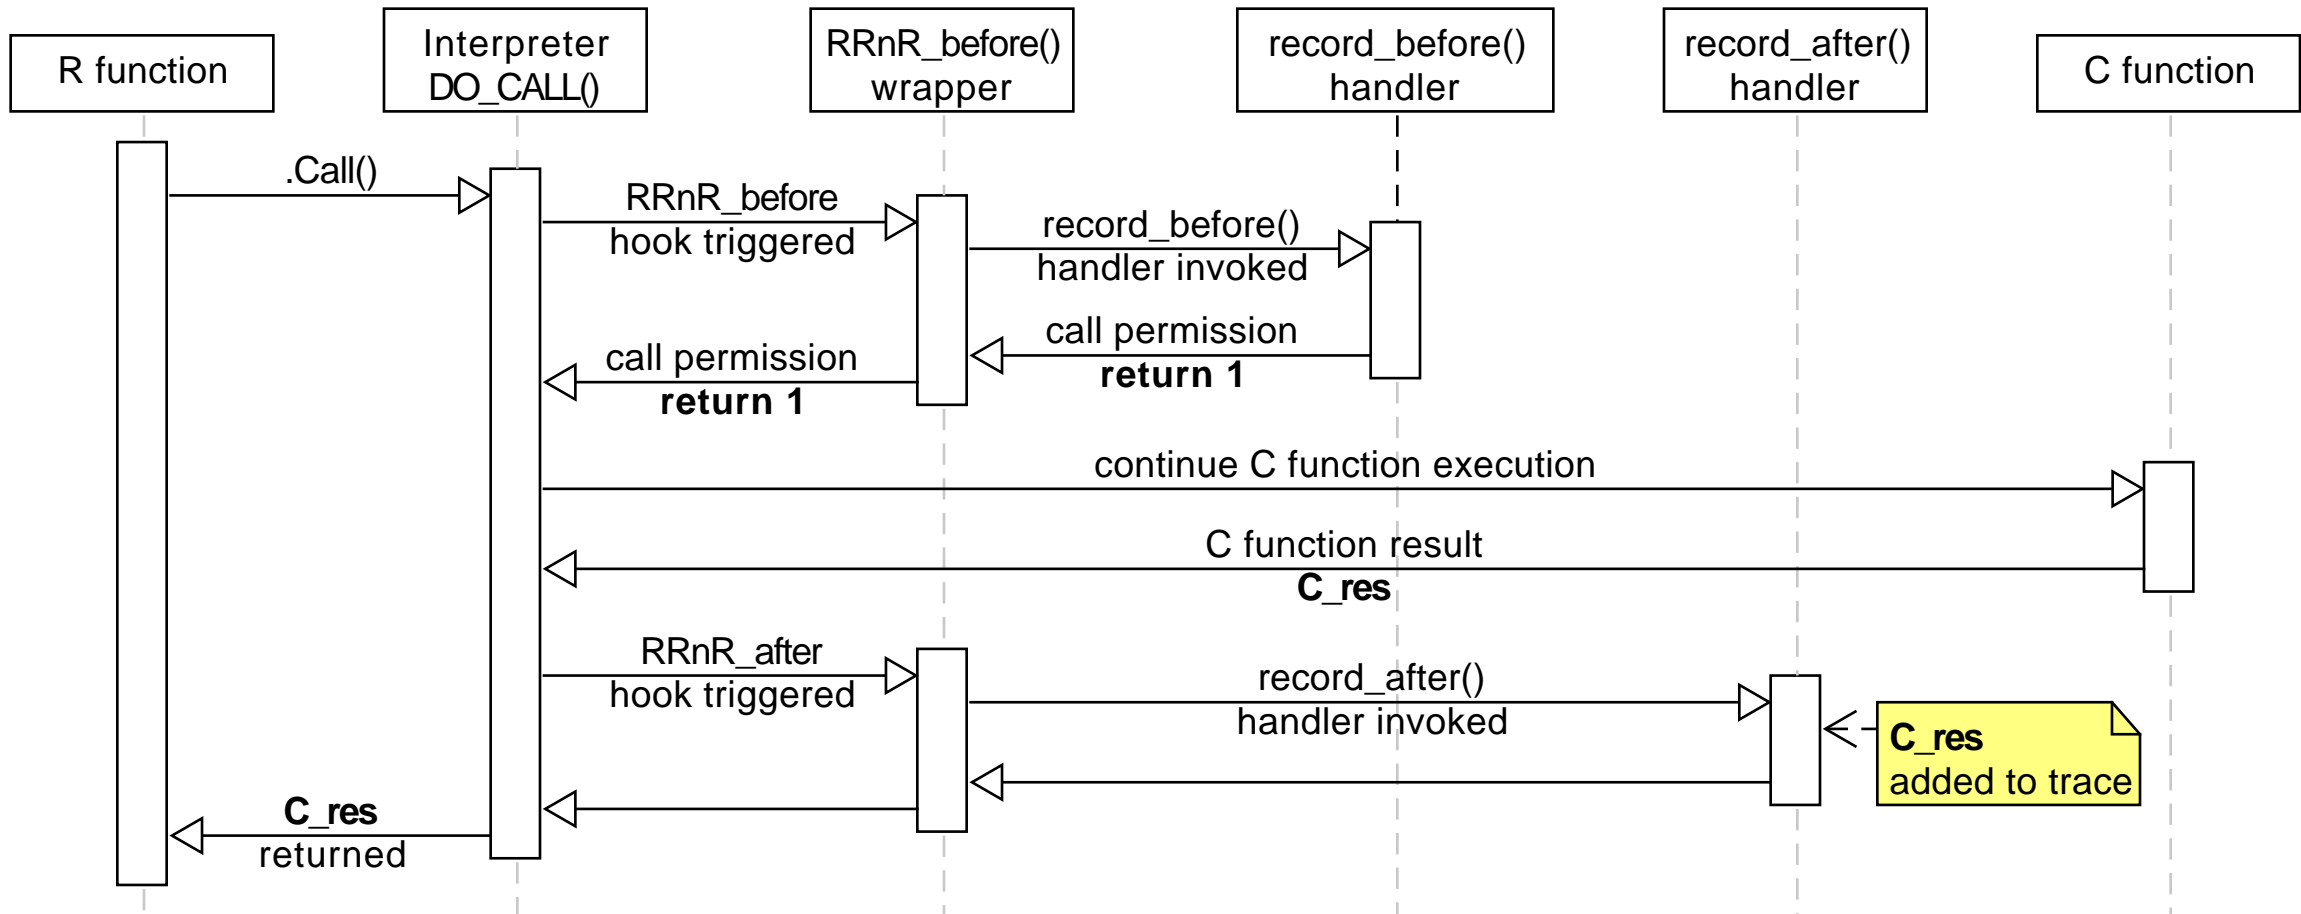 R function
Interpreter
DO_CALL()
RRnR_before()
wrapper
record_before()
handler
record_after()
handler
C function
.Call()
RRnR_before
hook triggered
record_before()
handler invoked
call permission
return 1
call permission
return 1
continue C function execution
C function result
C_res
RRnR_after
hook triggered
record_after()
handler invoked
C_res
added to trace
C_res
returned